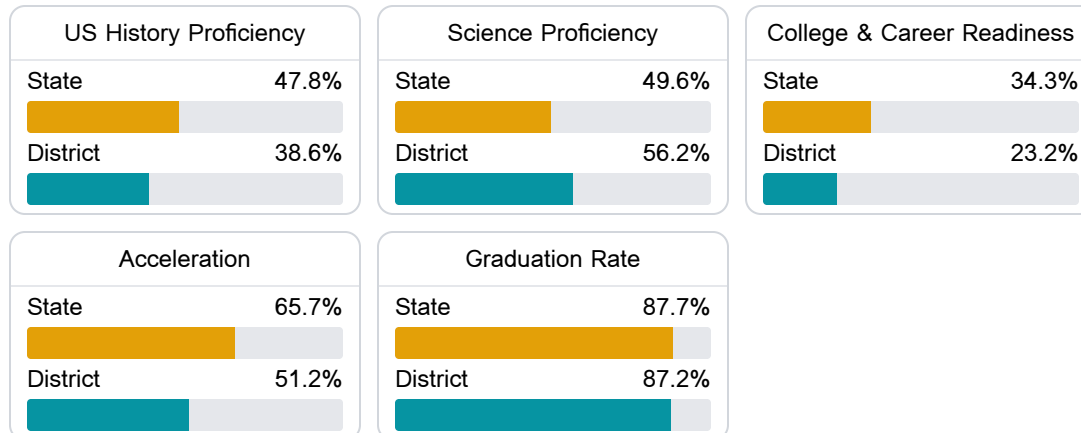 US History Proficiency
State 47.8%
District 38.6%
Science Proficiency
State 49.6%
District 56.2%
College & Career Readiness
State 34.3%
District 23.2%
Acceleration
State 65.7%
District 51.2%
Graduation Rate
State 87.7%
District 87.2%